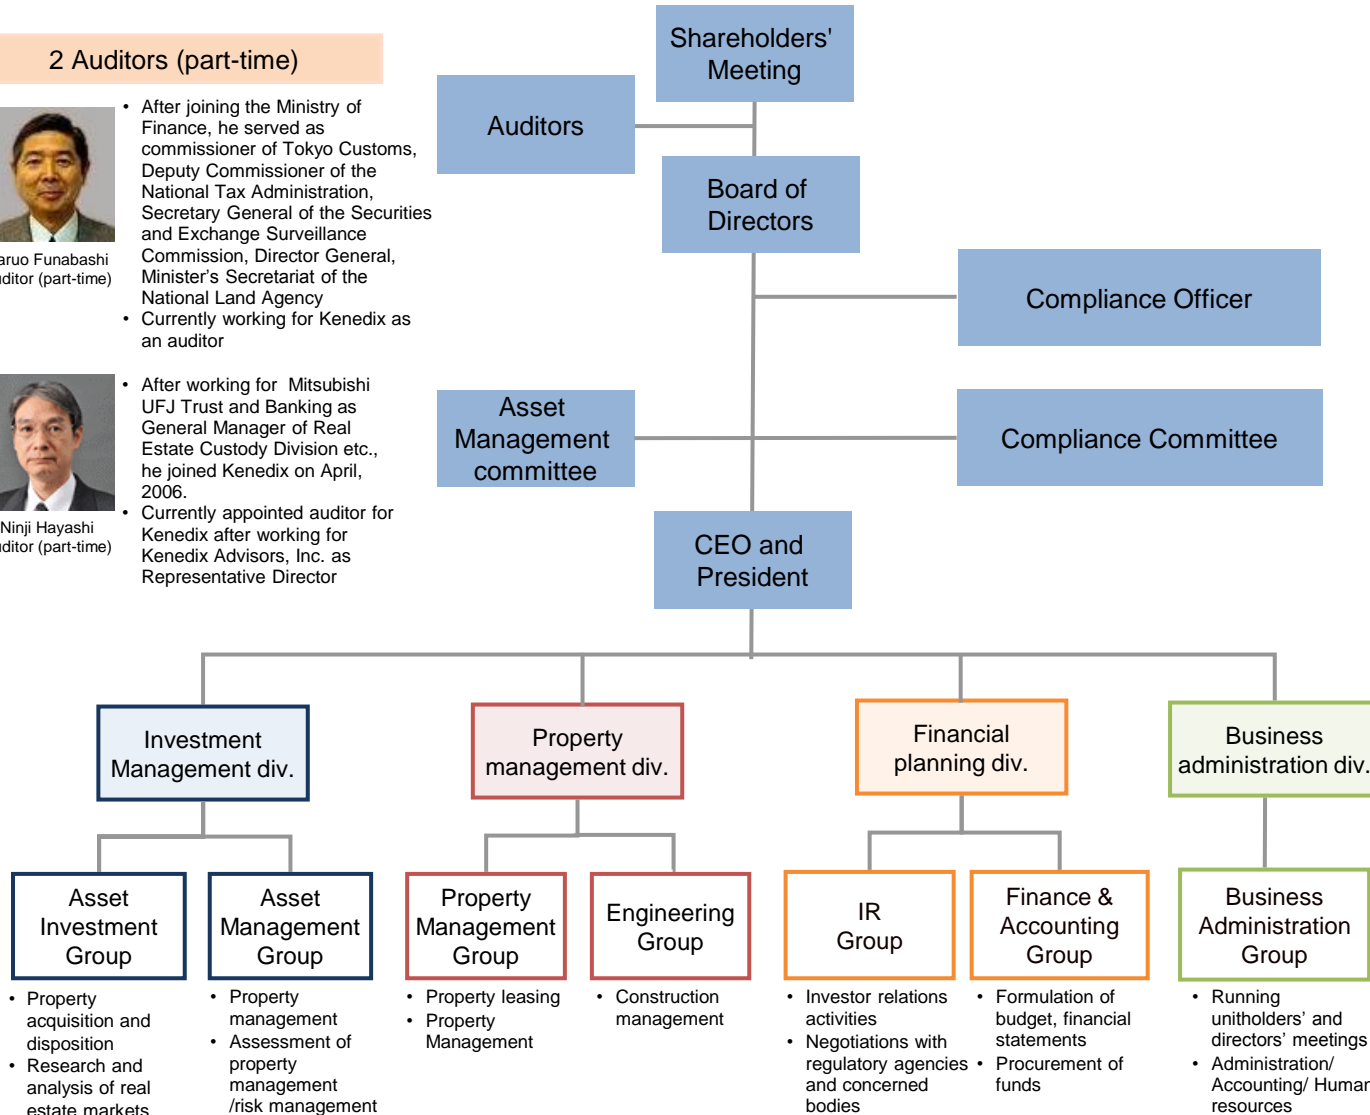 2 Auditors (part-time)
• After joining the Ministry of
Finance, he served as
commissioner of Tokyo Customs,
Deputy Commissioner of the
National Tax Administration,
Secretary General of the Securities
and Exchange Surveillance
Commission, Director General,
Minister's Secretariat of the
National Land Agency
• Currently working for Kenedix as
an auditor
Funabashi
(part-time)
• After working for Mitsubishi
UFJ Trust and Banking as
General Manager of Real
Estate Custody Division etc.,
he joined Kenedix on April,
2006.
• Currently appointed auditor for
Kenedix after working for
Kenedix Advisors, Inc. as
Representative Director
Ninji Hayashi
(part-time)
Shareholders'
Meeting
Auditors
Board of
Directors
Compliance Officer
Asset
Management
committee
Compliance Committee
CEO and
President
Investment
Management div.
Property
management div.
Financial
planning div.
Business
administration div.
Asset
Investment
Group
Asset
Management
Group
Property
Management
Group
Engineering
Group
IR
Group
Finance &
Accounting
Group
Business
Administration
Group
• Property
acquisition and
disposition
• Research and
analysis of real
estate markets
• Property
management
• Assessment of
property
management
/risk management
• Property leasing
• Property
Management
• Construction
management
• Investor relations
activities
• Negotiations with
regulatory agencies
and concerned
bodies
• Formulation of
budget, financial
statements
• Procurement of
funds
• Running
unitholders' and
directors' meetings
• Administration/
Accounting/ Human
resources